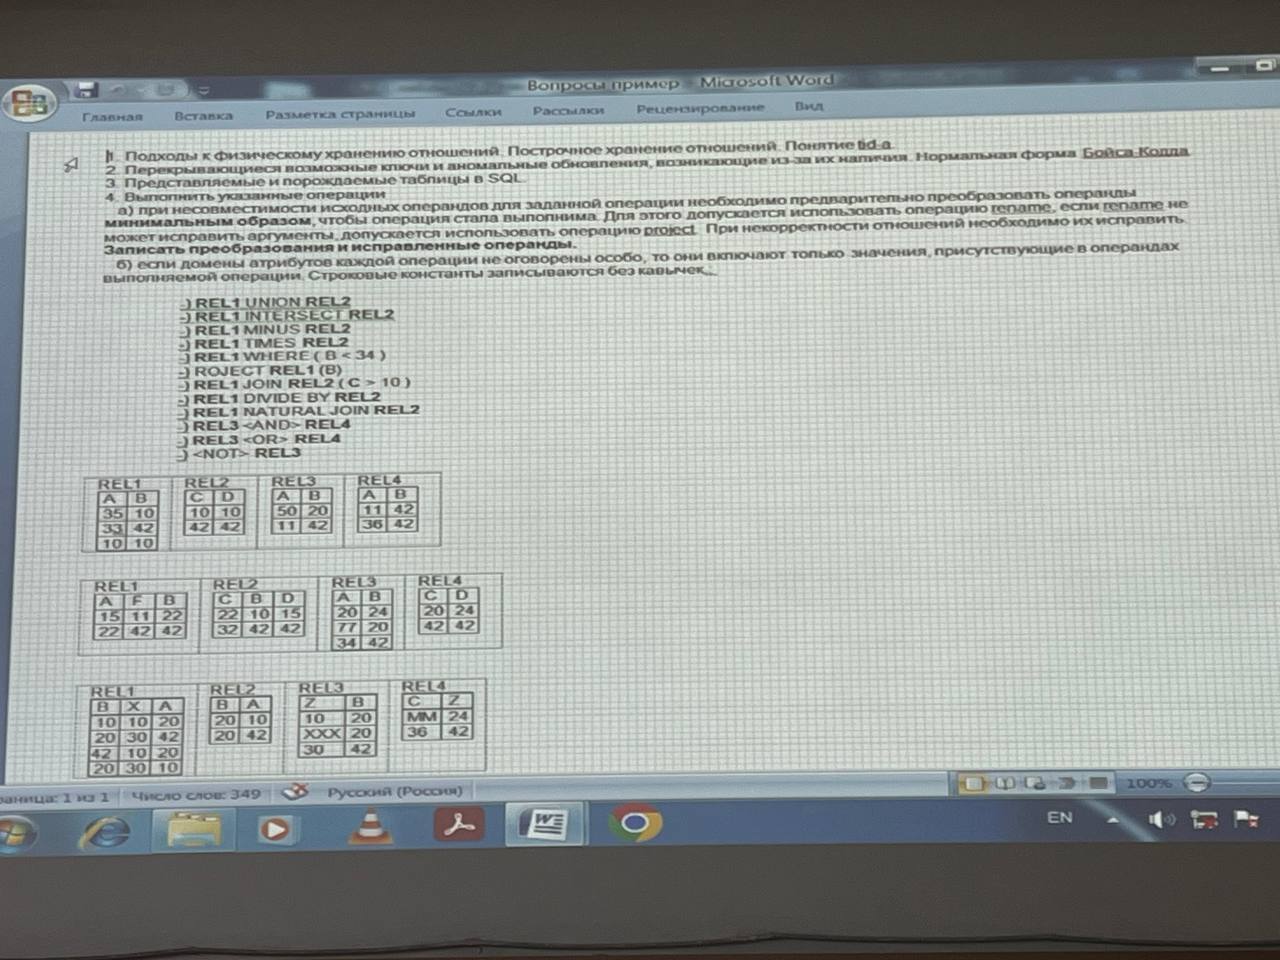 Вопросы пример - Microsoft Word
Главная Вставка Разметка страницы Ссылки Рассылки Рецензирование Вид
1. Подходы к физическому хранению отношений. Построчное хранение отношений. Понятие tid-а.
2. Перекрывающиеся возможные ключи и аномальные обновления, возникающие из-за их наличия. Нормальная форма Бойса-Кодда
3. Представляемые и порождаемые таблицы в SQL.
4. Выполнить указанные операции
а) при несовместимости исходных операндов для заданной операции необходимо предварительно преобразовать операнды
минимальным образом, чтобы операция стала выполнима. Для этого допускается использовать операцию rename, если rename не
может исправить аргументы, допускается использовать операцию project. При некорректности отношений необходимо их исправить.
Записать преобразования и исправленные операнды.
б) если домены атрибутов каждой операции не оговорены особо, то они включают только значения, присутствующие в операндах
выполняемой операции. Строковые константы записываются без кавычек...
-) REL1 UNION REL2
-) REL1 INTERSECT REL2
-) REL1 MINUS REL2
-) REL1 TIMES REL2
-) REL1 WHERE ( B < 34 )
-) ROJECT REL1 (B)
-) REL1 JOIN REL2 ( C > 10 )
-) REL1 DIVIDE BY REL2
-) REL1 NATURAL JOIN REL2
-) REL3 <AND> REL4
-) REL3 <OR> REL4
-) <NOT> REL3
REL1 REL2 REL3 REL4
A B C D A B A B
35 10 10 10 50 20 11 42
33 42 42 42 11 42 36 42
10 10
REL1 REL2 REL3 REL4
A F B C B D A B C D
15 11 22 22 10 15 20 24 20 24
22 42 42 32 42 42 77 20 42 42
34 42
REL1 REL2 REL3 REL4
B X A B A Z B C Z
10 10 20 20 10 10 20 MM 24
20 30 42 20 42 XXX 20 36 42
42 10 20 30 42
20 30 10
раница: 1 из 1 Число слов: 349 Русский (Россия) 100%
EN